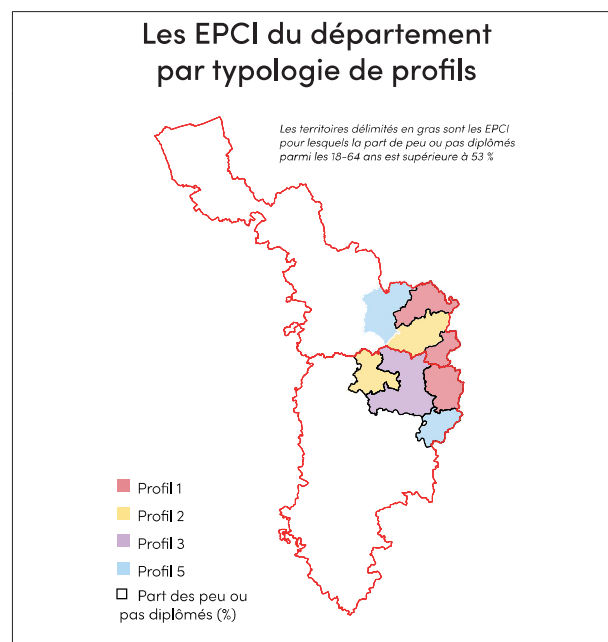 Les EPCI du département
par typologie de profils
Les territoires délimités en gras sont les EPCI
pour lesquels la part de peu ou pas diplômés
parmi les 18-64 ans est supérieure à 53 %
Profil 1
Profil 2
Profil 3
Profil 5
Part des peu ou
pas diplômés (%)